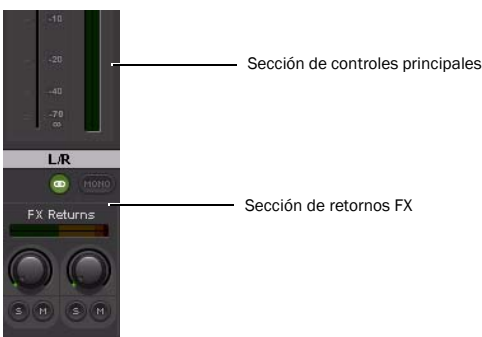 -10
-20
Sección de controles principales
-40
-70
∞
L/R
MONO
Sección de retornos FX
FX Returns
S M S M